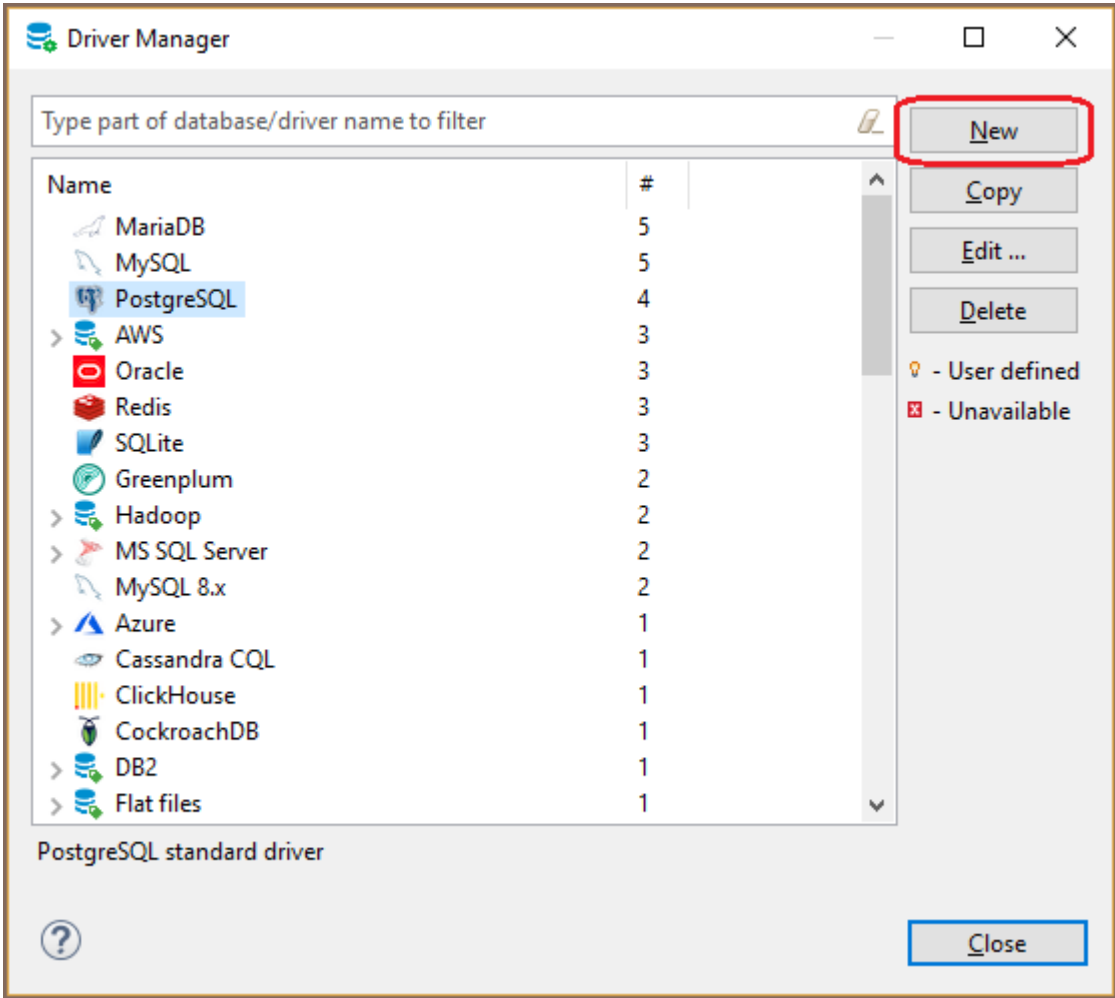 Driver Manager
Type part of database/driver name to filter
New
Name #
Copy
MariaDB 5
MySQL 5
Edit ...
PostgreSQL 4
Delete
AWS 3
Oracle 3
- User defined
Redis 3
- Unavailable
SQLite 3
Greenplum 2
Hadoop 2
MS SQL Server 2
MySQL 8.x 2
Azure 1
Cassandra CQL 1
ClickHouse 1
CockroachDB 1
DB2 1
Flat files 1
PostgreSQL standard driver
?
Close